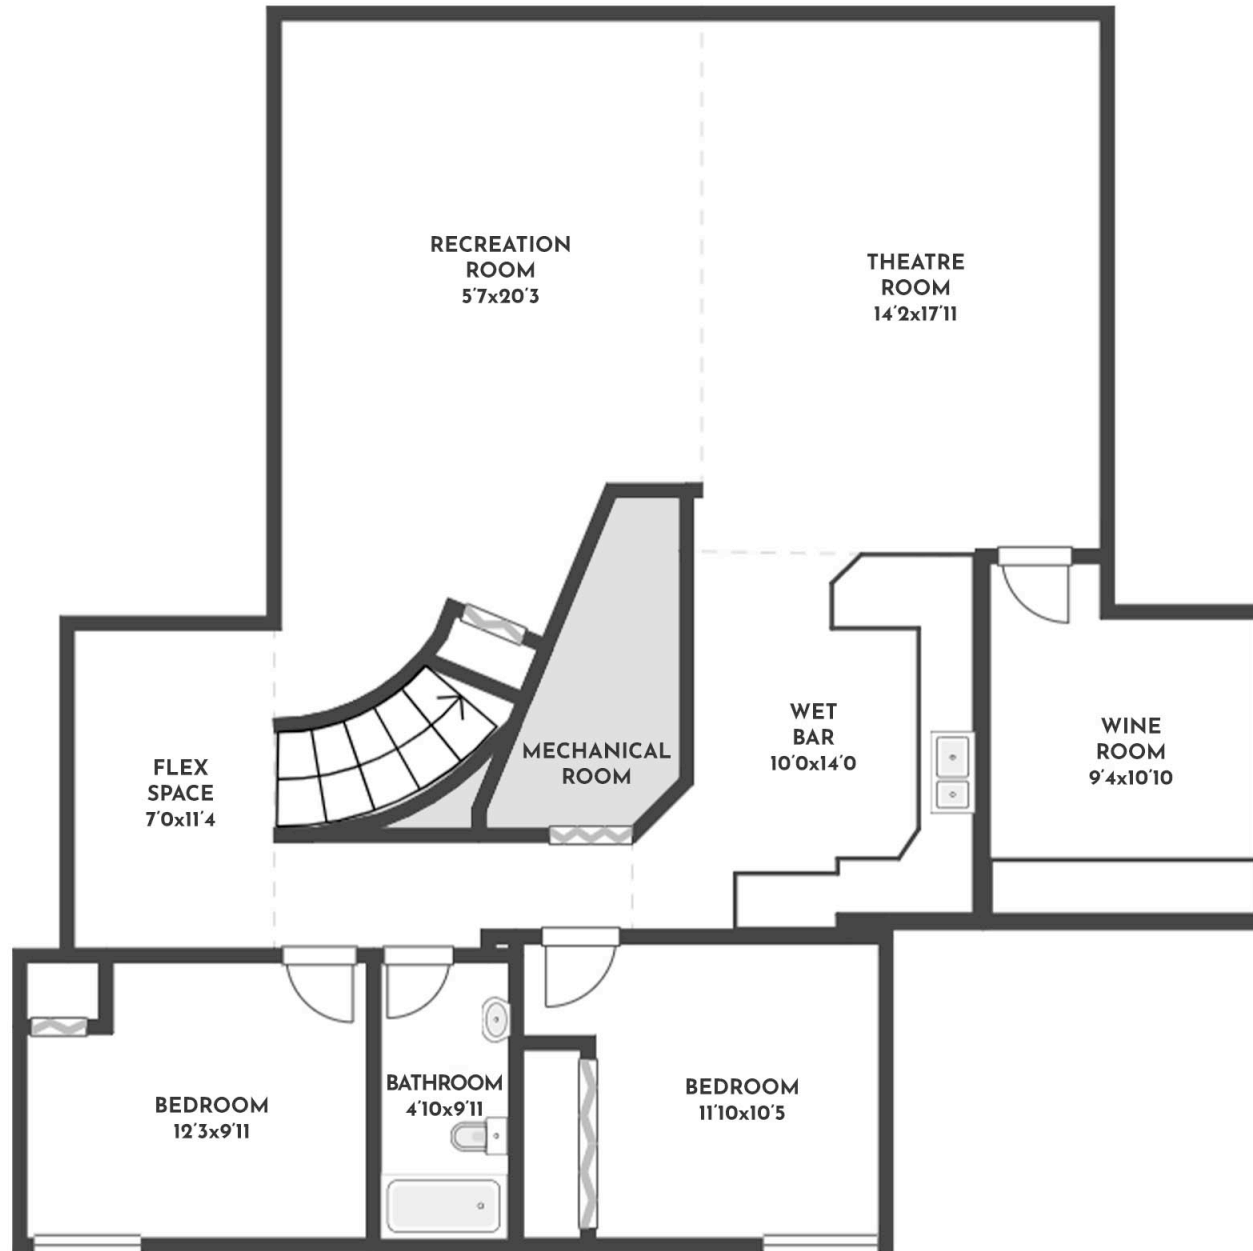 RECREATION
ROOM
5'7x20'3
THEATRE
ROOM
14'2x17'11
MECHANICAL
ROOM
WET
BAR
10'0x14'0
WINE
ROOM
9'4x10'10
FLEX
SPACE
7'0x11'4
BEDROOM
12'3x9'11
BATHROOM
4'10x9'11
BEDROOM
11'10x10'5